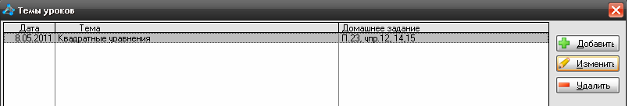 Темы уроков
Дата Тема Домашнее задание
8.05.2011 Квадратные уравнения П.23, упр.12, 14,15
Добавить
Изменить
Удалить